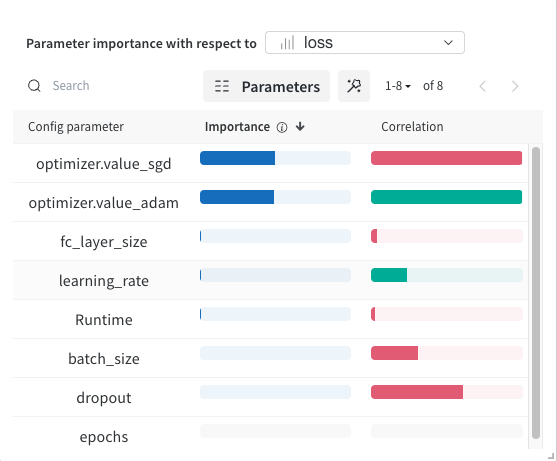 Parameter importance with respect to loss
Search Parameters 1-8 of 8
Config parameter Importance Correlation
optimizer.value_sgd
optimizer.value_adam
fc_layer_size
learning_rate
Runtime
batch_size
dropout
epochs